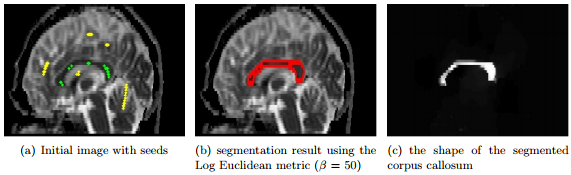 (a) Initial image with seeds
(b) segmentation result using the
Log Euclidean metric (β = 50)
(c) the shape of the segmented
corpus callosum